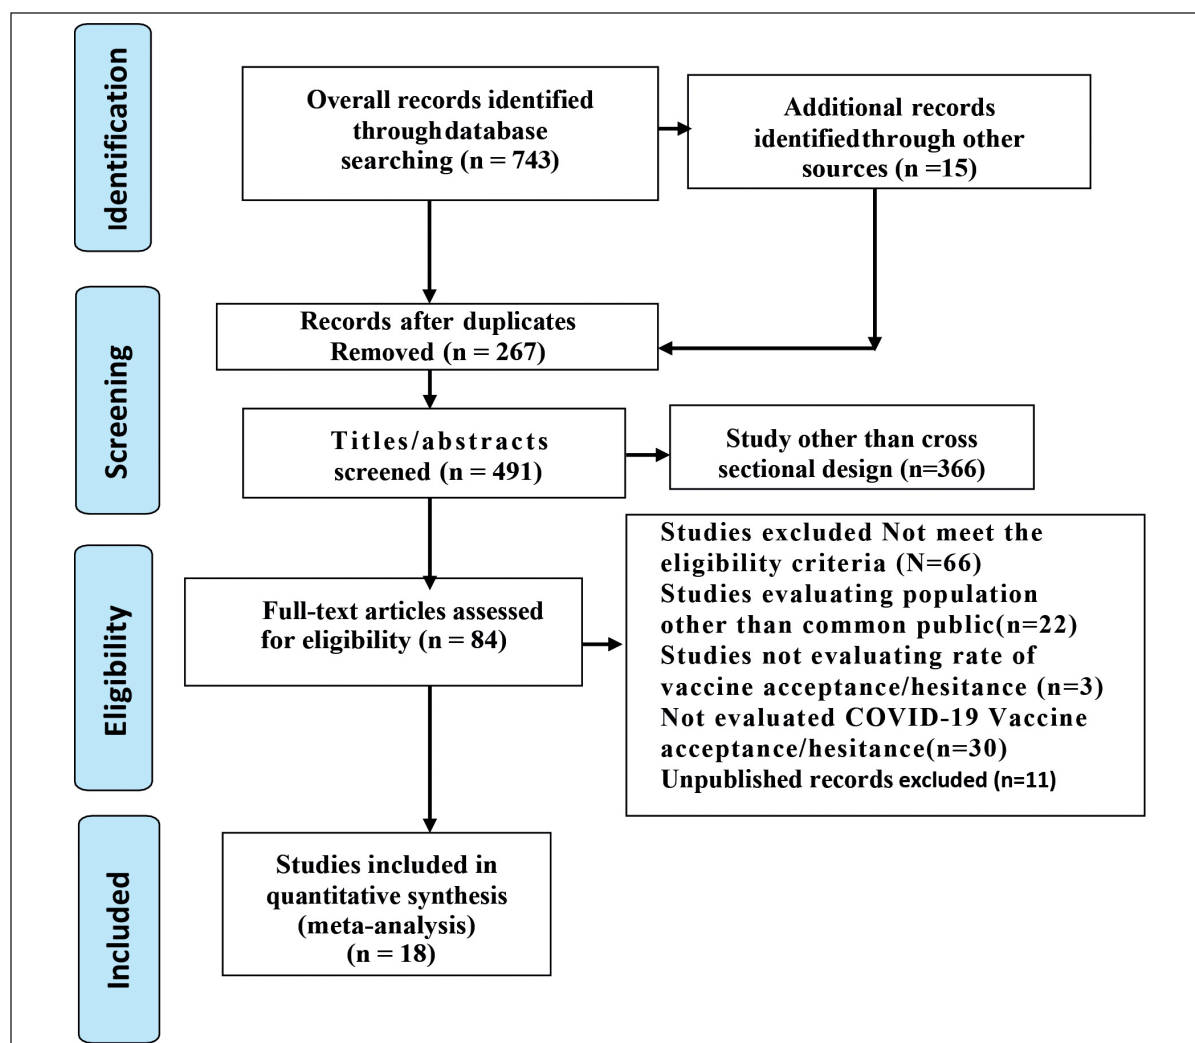 Identification
Overall records identified
through database
searching (n = 743)
Additional records
identified through other
sources (n =15)
Screening
Records after duplicates
Removed (n = 267)
Titles/abstracts
screened (n = 491)
Study other than cross
sectional design (n=366)
Eligibility
Full-text articles assessed
for eligibility (n = 84)
Studies excluded Not meet the
eligibility criteria (N=66)
Studies evaluating population
other than common public(n=22)
Studies not evaluating rate of
vaccine acceptance/hesitance (n=3)
Not evaluated COVID-19 Vaccine
acceptance/hesitance(n=30)
Unpublished records excluded (n=11)
Included
Studies included in
quantitative synthesis
(meta-analysis)
(n = 18)